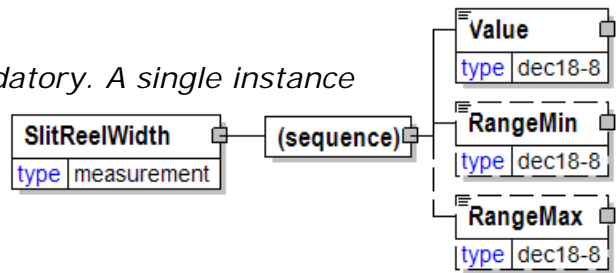 datory. A single instance
SlitReelWidth
type measurement
(sequence)
Value
type dec18-8
RangeMin
type dec18-8
RangeMax
type dec18-8